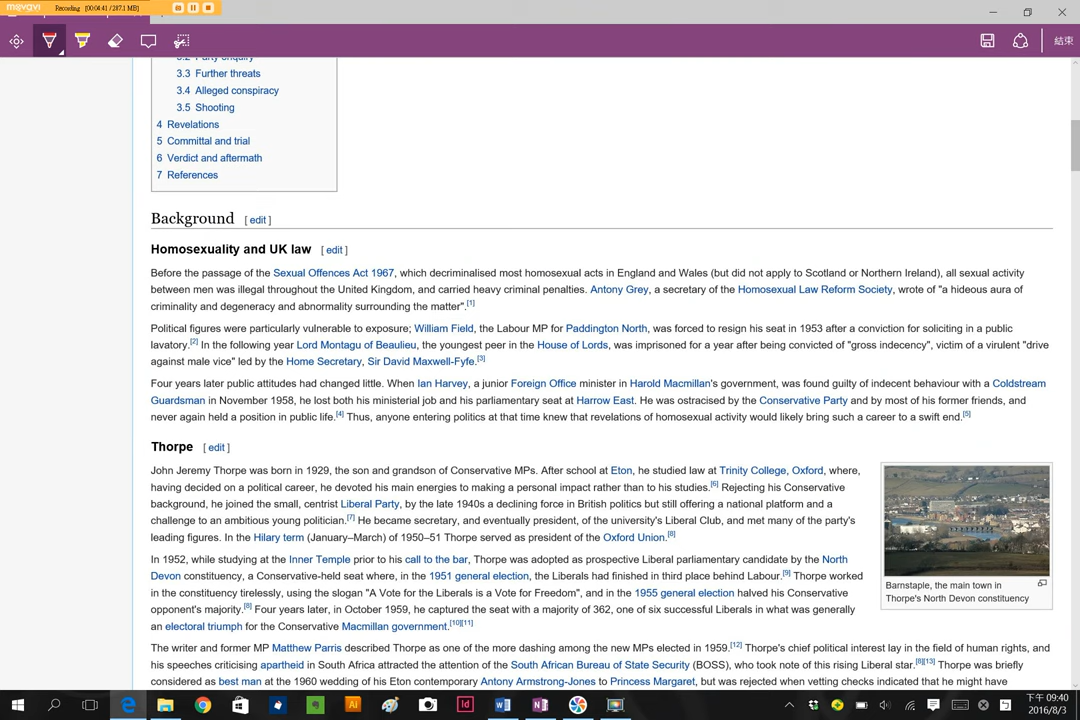 movavi
Recording [00:04:41 / 287.1 MB]
結束
3.2 Party enquiry
3.3 Further threats
3.4 Alleged conspiracy
3.5 Shooting
4 Revelations
5 Committal and trial
6 Verdict and aftermath
7 References
Background [ edit ]
Homosexuality and UK law [ edit ]
Before the passage of the Sexual Offences Act 1967, which decriminalised most homosexual acts in England and Wales (but did not apply to Scotland or Northern Ireland), all sexual activity
between men was illegal throughout the United Kingdom, and carried heavy criminal penalties. Antony Grey, a secretary of the Homosexual Law Reform Society, wrote of "a hideous aura of
criminality and degeneracy and abnormality surrounding the matter".[1]
Political figures were particularly vulnerable to exposure; William Field, the Labour MP for Paddington North, was forced to resign his seat in 1953 after a conviction for soliciting in a public
lavatory.[2] In the following year Lord Montagu of Beaulieu, the youngest peer in the House of Lords, was imprisoned for a year after being convicted of "gross indecency", victim of a virulent "drive
against male vice" led by the Home Secretary, Sir David Maxwell-Fyfe.[3]
Four years later public attitudes had changed little. When Ian Harvey, a junior Foreign Office minister in Harold Macmillan's government, was found guilty of indecent behaviour with a Coldstream
Guardsman in November 1958, he lost both his ministerial job and his parliamentary seat at Harrow East. He was ostracised by the Conservative Party and by most of his former friends, and
never again held a position in public life.[4] Thus, anyone entering politics at that time knew that revelations of homosexual activity would likely bring such a career to a swift end.[5]
Thorpe [ edit ]
John Jeremy Thorpe was born in 1929, the son and grandson of Conservative MPs. After school at Eton, he studied law at Trinity College, Oxford, where,
having decided on a political career, he devoted his main energies to making a personal impact rather than to his studies.[6] Rejecting his Conservative
background, he joined the small, centrist Liberal Party, by the late 1940s a declining force in British politics but still offering a national platform and a
challenge to an ambitious young politician.[7] He became secretary, and eventually president, of the university's Liberal Club, and met many of the party's
leading figures. In the Hilary term (January–March) of 1950–51 Thorpe served as president of the Oxford Union.[8]
In 1952, while studying at the Inner Temple prior to his call to the bar, Thorpe was adopted as prospective Liberal parliamentary candidate by the North
Devon constituency, a Conservative-held seat where, in the 1951 general election, the Liberals had finished in third place behind Labour.[9] Thorpe worked
in the constituency tirelessly, using the slogan "A Vote for the Liberals is a Vote for Freedom", and in the 1955 general election halved his Conservative
opponent's majority.[8] Four years later, in October 1959, he captured the seat with a majority of 362, one of six successful Liberals in what was generally
an electoral triumph for the Conservative Macmillan government.[10][11]
Barnstaple, the main town in
Thorpe's North Devon constituency
The writer and former MP Matthew Parris described Thorpe as one of the more dashing among the new MPs elected in 1959.[12] Thorpe's chief political interest lay in the field of human rights, and
his speeches criticising apartheid in South Africa attracted the attention of the South African Bureau of State Security (BOSS), who took note of this rising Liberal star.[8][13] Thorpe was briefly
considered as best man at the 1960 wedding of his Eton contemporary Antony Armstrong-Jones to Princess Margaret, but was rejected when vetting checks indicated that he might have
下午 09:40
2016/8/3